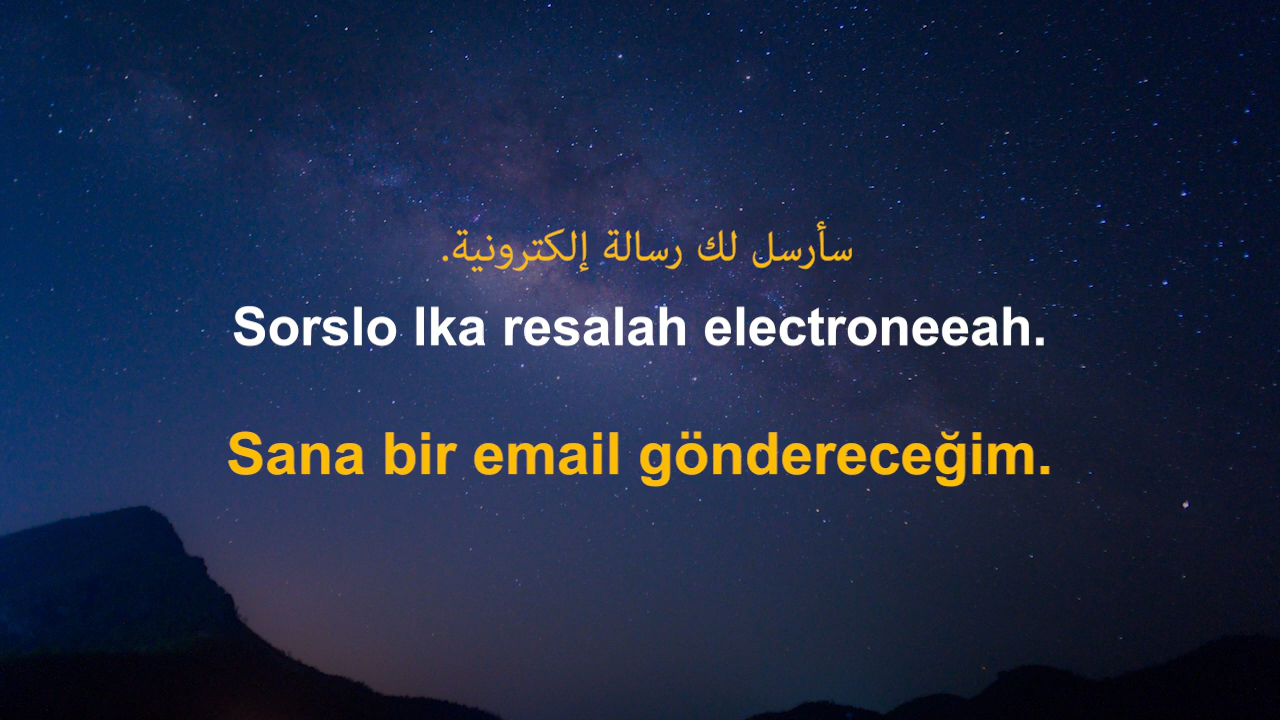 سأرسل لك رسالة إلكترونية.
Sorslo lka resalah electroneeah.
Sana bir email göndereceğim.